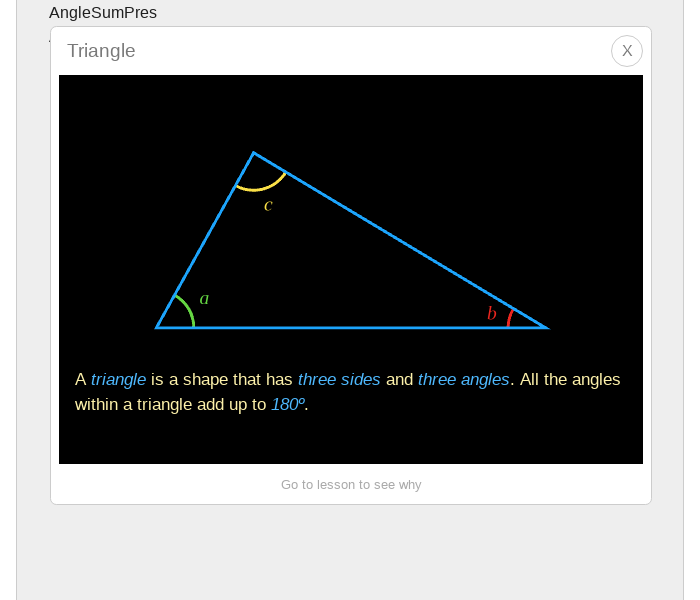 AngleSumPres
Triangle
X
c
a
b
A triangle is a shape that has three sides and three angles. All the angles
within a triangle add up to 180º.
Go to lesson to see why